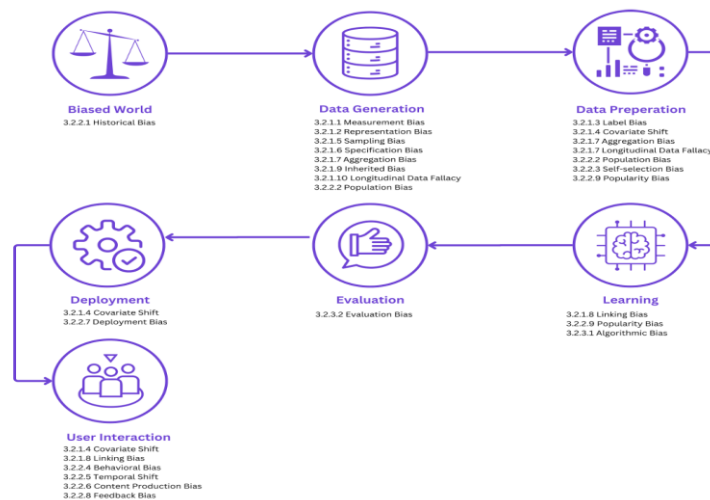 Biased World
3.2.2.1 Historical Bias
Data Generation
3.2.1.1 Measurement Bias
3.2.1.2 Representation Bias
3.2.1.5 Sampling Bias
3.2.1.6 Specification Bias
3.2.1.7 Aggregation Bias
3.2.1.9 Inherited Bias
3.2.1.10 Longitudinal Data Fallacy
3.2.2.2 Population Bias
Data Preperation
3.2.1.3 Label Bias
3.2.1.4 Covariate Shift
3.2.1.7 Aggregation Bias
3.2.1.7 Longitudinal Data Fallacy
3.2.2.2 Population Bias
3.2.2.3 Self-selection Bias
3.2.2.9 Popularity Bias
Deployment
3.2.1.4 Covariate Shift
3.2.2.7 Deployment Bias
Evaluation
3.2.3.2 Evaluation Bias
Learning
3.2.1.8 Linking Bias
3.2.2.9 Popularity Bias
3.2.3.1 Algorithmic Bias
User Interaction
3.2.1.4 Covariate Shift
3.2.1.8 Linking Bias
3.2.2.4 Behavioral Bias
3.2.2.5 Temporal Shift
3.2.2.6 Content Production Bias
3.2.2.8 Feedback Bias